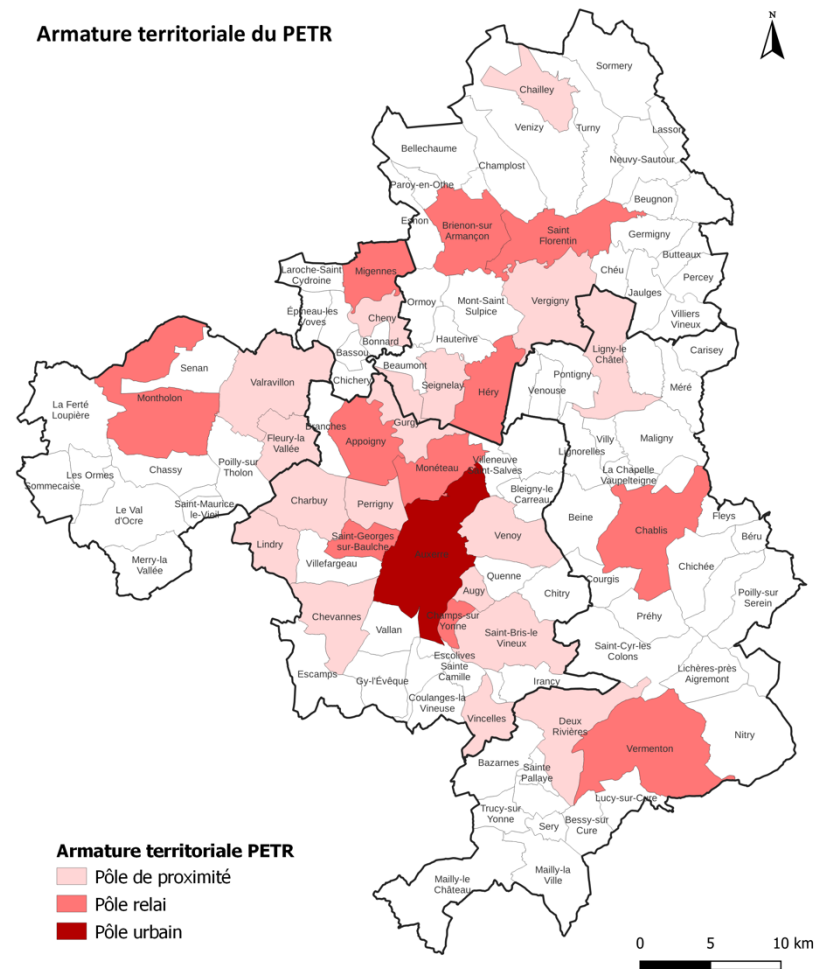 Armature territoriale du PETR
N
Sormery
Chailley
Venizy
Turny
Lasson
Bellechaume
Champlost
Neuvy-Sautour
Paroy-en-Othe
Beugnon
Esnon
Brienon-sur
Armançon
Saint
Florentin
Germigny
Butteaux
Laroche-Saint
Cydroine
Migennes
Chéu
Percey
Ormoy
Mont-Saint
Sulpice
Vergigny
Jaulges
Épineau-les
Voves
Cheny
Villiers
Vineux
Bonnard
Hauterive
Ligny-le
Châtel
Carisey
Bassou
Beaumont
Senan
Valravillon
Chichery
Seignelay
Héry
Pontigny
Venouse
Méré
Montholon
La Ferté
Loupière
Gurgy
Branches
Appoigny
Fleury-la
Vallée
Villy
Maligny
Lignorelles
Monéteau
Villeneuve
Saint-Salves
Chassy
Poilly-sur
Tholon
La Chapelle
Vaupelteigne
Les Ormes
Sommecaise
Bleigny-le
Carreau
Charbuy
Perrigny
Saint-Maurice
le-Vieil
Le Val
d'Ocre
Beine
Chablis
Fleys
Saint-Georges
sur-Baulche
Venoy
Béru
Lindry
Merry-la
Vallée
Villefargeau
Quenne
Chichée
Courgis
Augy
Chitry
Poilly-sur
Serein
Chevannes
Champs-sur
Yonne
Préhy
Vallan
Saint-Bris-le
Vineux
Saint-Cyr-les
Colons
Escolives
Sainte
Camille
Escamps
Gy-l'Évêque
Irancy
Lichères-près
Aigremont
Coulanges-la
Vineuse
Vincelles
Deux
Rivières
Nitry
Vermenton
Bazarnes
Sainte
Pallaye
Lucy-sur-Cure
Trucy-sur
Yonne
Sery
Bessy-sur
Cure
Mailly-la
Ville
Mailly-le
Château
Armature territoriale PETR
Pôle de proximité
Pôle relai
Pôle urbain
0 5 10 km